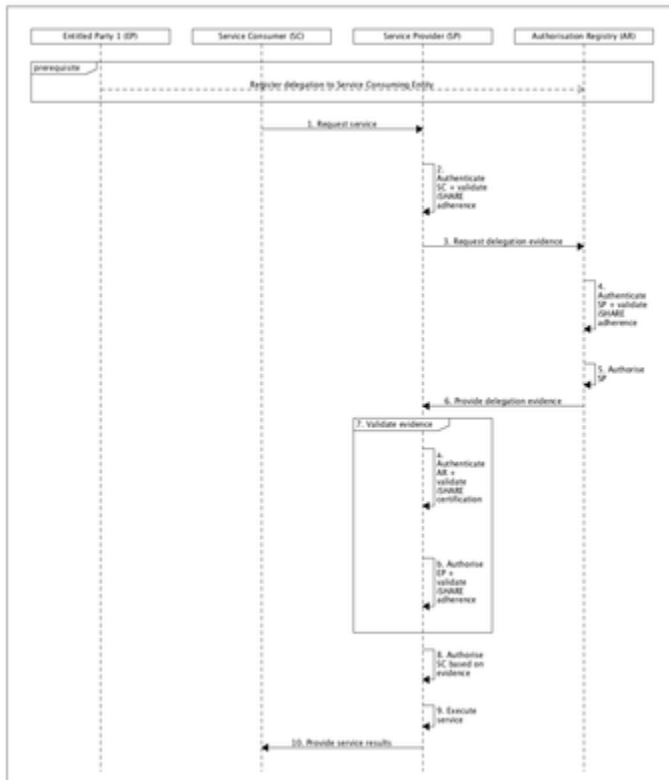 Entitled Party 1 (EP)
Service Consumer (SC)
Service Provider (SP)
Authorisation Registry (AR)
prerequisite
Register delegation to Service Consuming Entity
1. Request service
2.
Authenticate
SC + validate
iSHARE
adherence
3. Request delegation evidence
4.
Authenticate
SP + validate
iSHARE
adherence
5. Authorise
SP
6. Provide delegation evidence
7. Validate evidence
a.
Authenticate
AR +
validate
iSHARE
certification
b. Authorise
EP +
validate
iSHARE
adherence
8. Authorise
SC based on
evidence
9. Execute
service
10. Provide service results